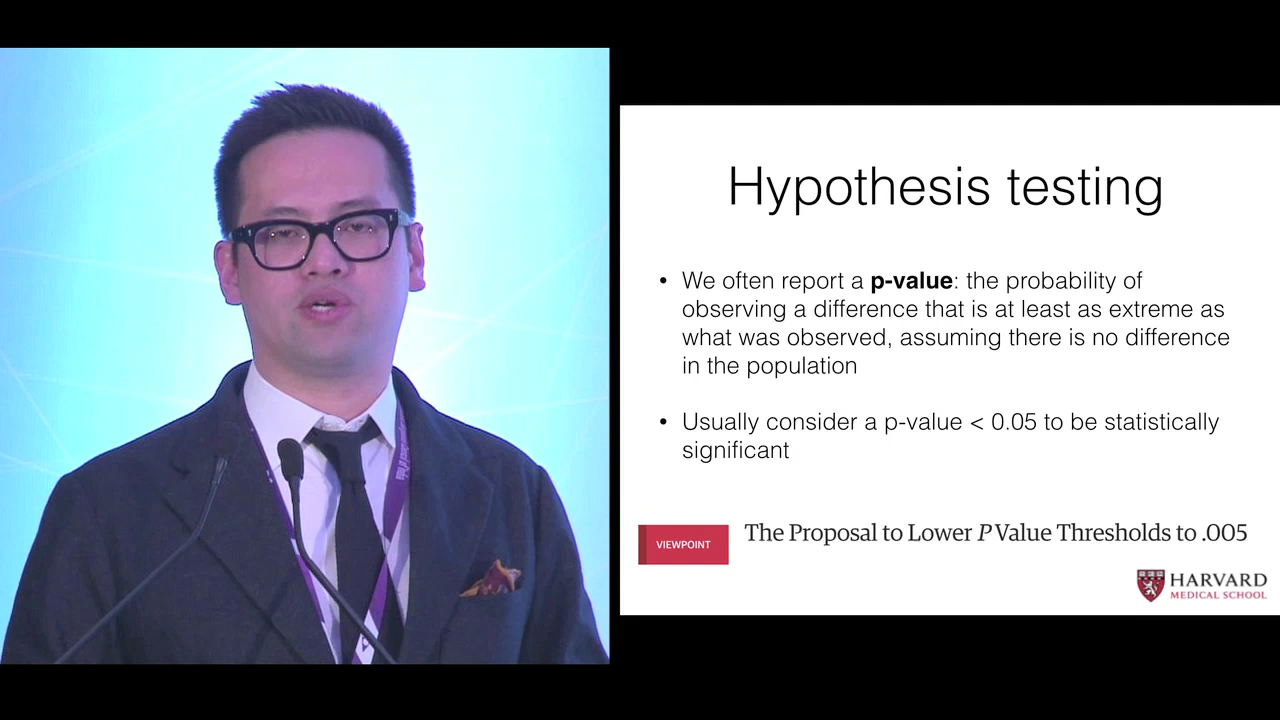 Hypothesis testing
• We often report a p-value: the probability of
observing a difference that is at least as extreme as
what was observed, assuming there is no difference
in the population
• Usually consider a p-value < 0.05 to be statistically
significant
VIEWPOINT
The Proposal to Lower P Value Thresholds to .005
HARVARD
MEDICAL SCHOOL